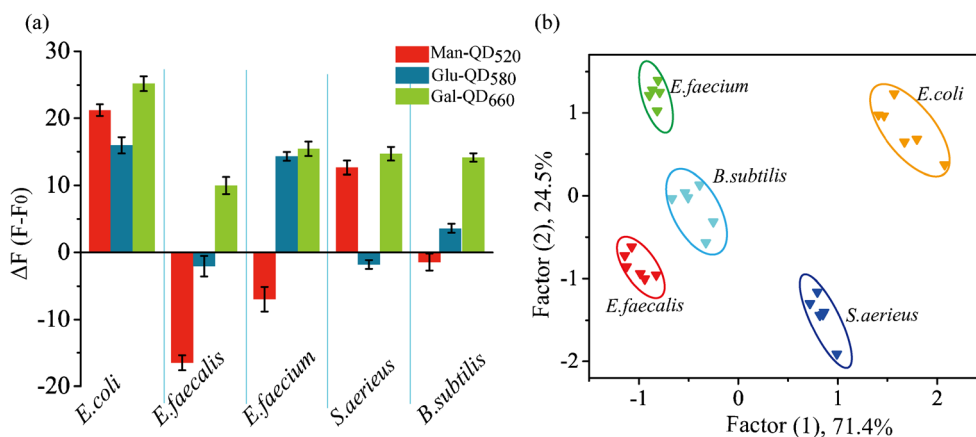 (a)
Man-QD520
Glu-QD580
Gal-QD660
ΔF (F-F0)
30
20
10
0
-10
-20
E.coli
E.faecalis
E.faecium
S.aerieus
B.subtilis
(b)
E.faecium
E.coli
B.subtilis
E.faecalis
S.aerieus
Factor (2), 24.5%
1
0
-1
-2
-1
0
1
2
Factor (1), 71.4%